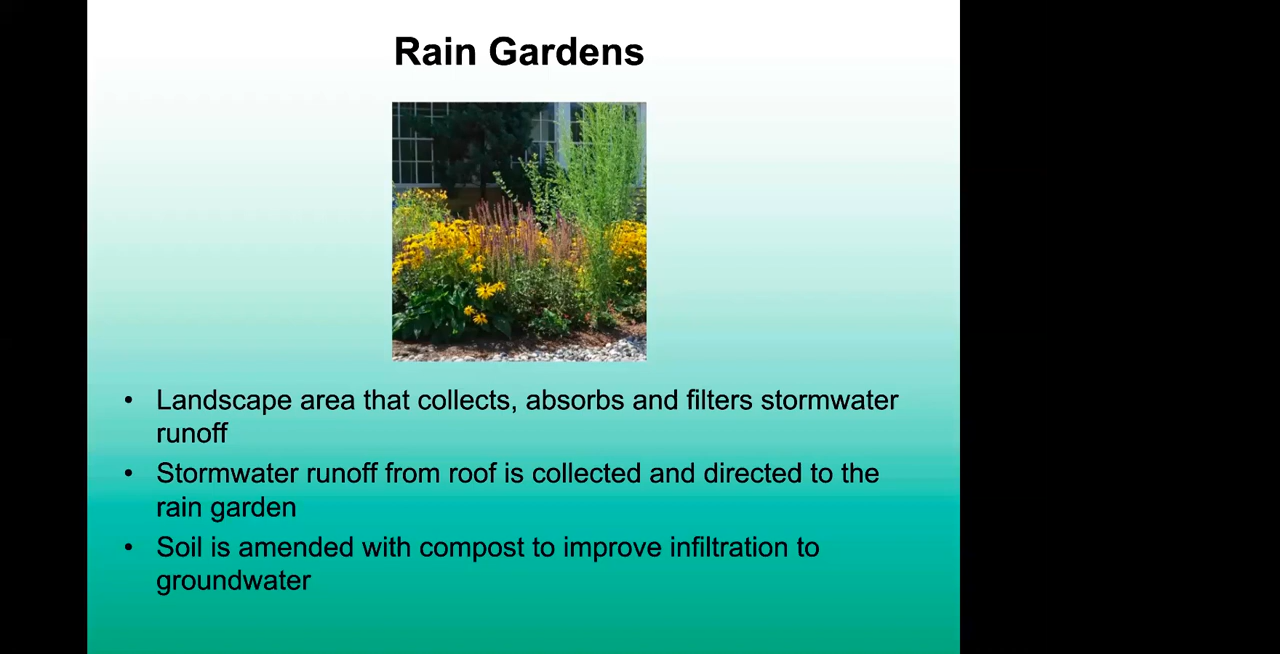 Rain Gardens
• Landscape area that collects, absorbs and filters stormwater
runoff
• Stormwater runoff from roof is collected and directed to the
rain garden
• Soil is amended with compost to improve infiltration to
groundwater